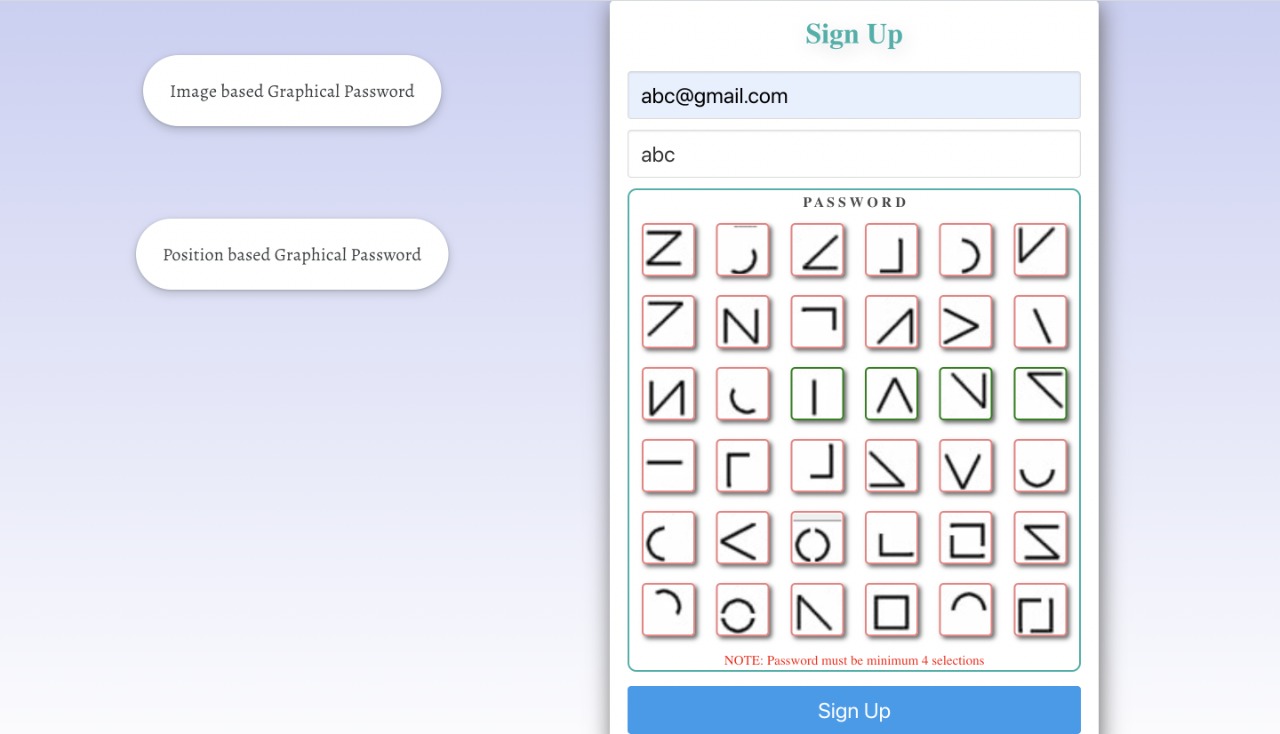 Sign Up
Image based Graphical Password
abc@gmail.com
abc
PASSWORD
Position based Graphical Password
NOTE: Password must be minimum 4 selections
Sign Up